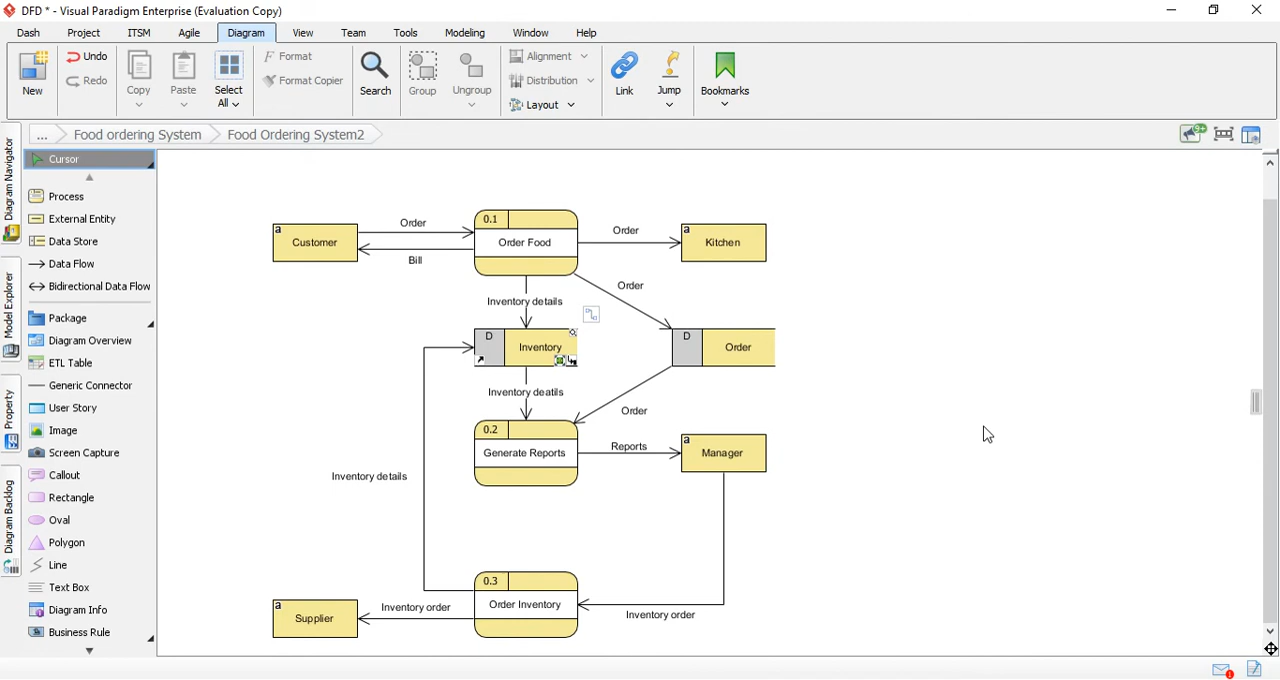 DFD * - Visual Paradigm Enterprise (Evaluation Copy)
Dash Project ITSM Agile Diagram View Team Tools Modeling Window Help
New
Undo
Redo
Copy
Paste
Select
All
Format
Format Copier
Search
Group
Ungroup
Alignment
Distribution
Layout
Link
Jump
Bookmarks
... Food ordering System Food Ordering System2
9+
Diagram Navigator
Model Explorer
Property
Diagram Backlog
Cursor
Process
External Entity
Data Store
Data Flow
Bidirectional Data Flow
Package
Diagram Overview
ETL Table
Generic Connector
User Story
Image
Screen Capture
Callout
Rectangle
Oval
Polygon
Line
Text Box
Diagram Info
Business Rule
a
Customer
Order
Bill
0.1
Order Food
Order
a
Kitchen
Inventory details
Order
D
Inventory
D
Order
Inventory deatils
Order
0.2
Generate Reports
Reports
a
Manager
Inventory details
0.3
Order Inventory
Inventory order
Inventory order
a
Supplier
1